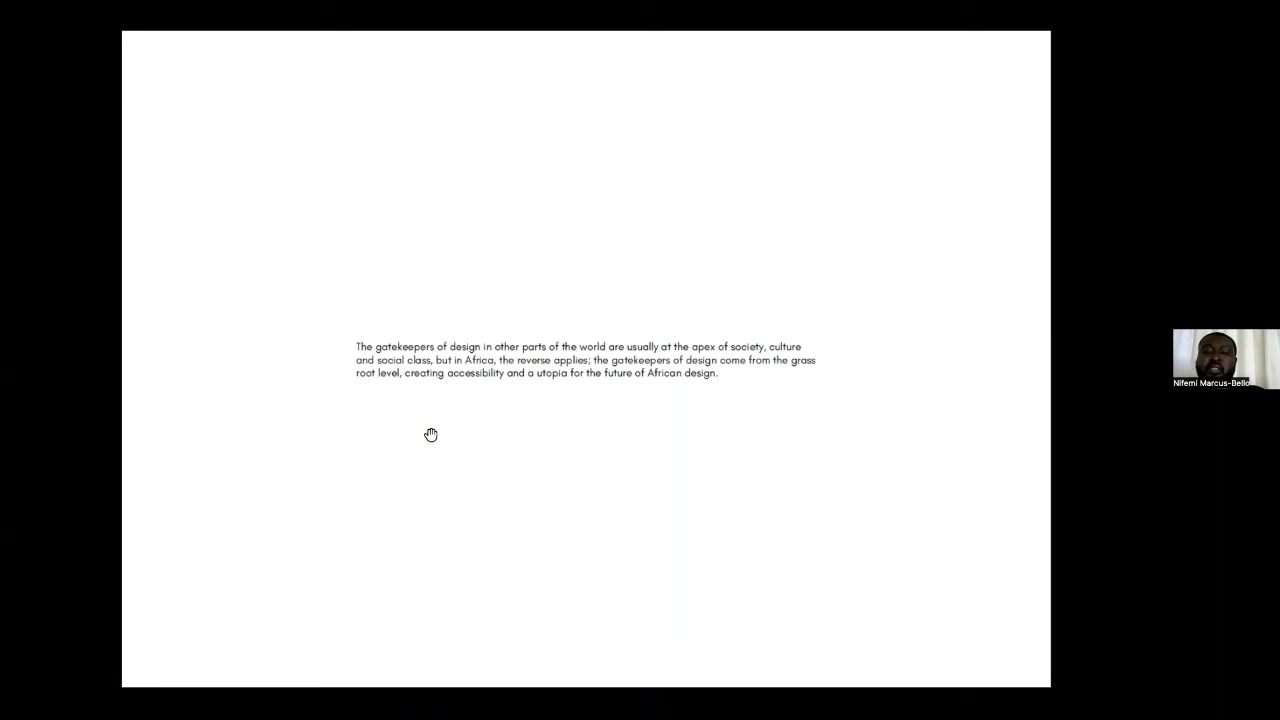 The gatekeepers of design in other parts of the world are usually at the apex of society, culture
and social class, but in Africa, the reverse applies; the gatekeepers of design come from the grass
root level, creating accessibility and a utopia for the future of African design.
Nifemi Marcus-Bello